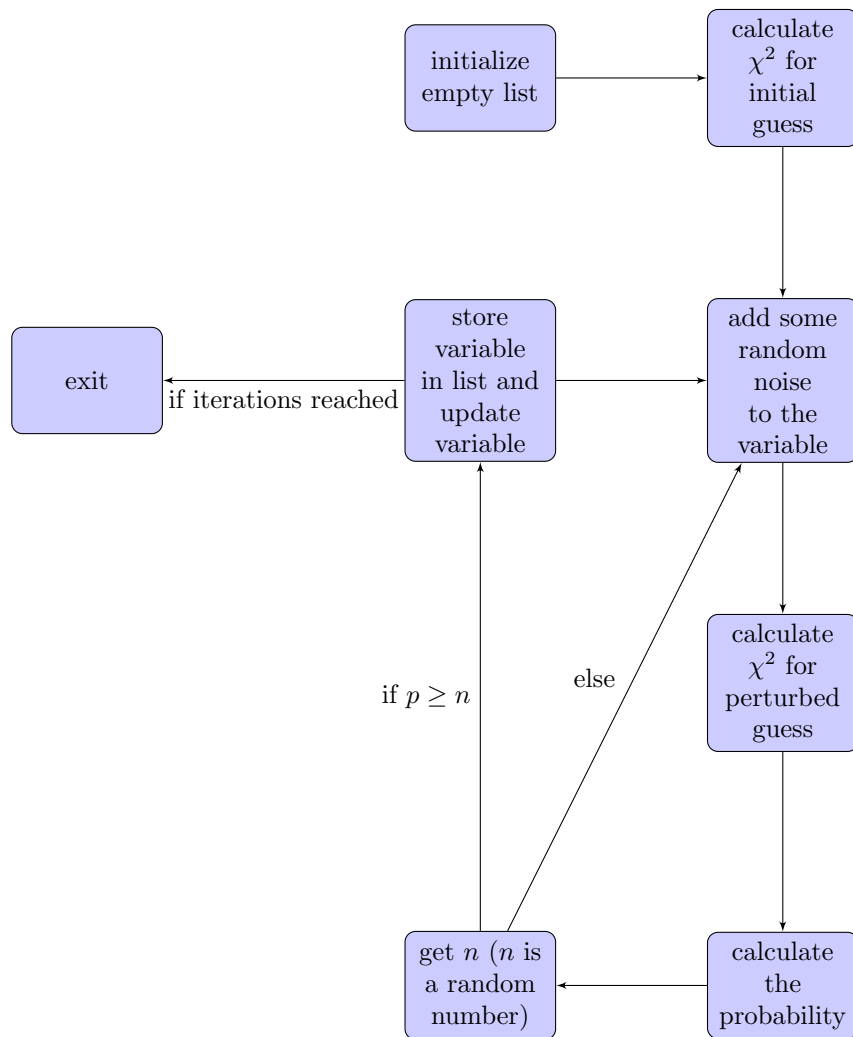 initialize
empty list
calculate
χ² for
initial
guess
exit
if iterations reached
store
variable
in list and
update
variable
add some
random
noise
to the
variable
if p ≥ n
else
calculate
χ² for
perturbed
guess
get n (n is
a random
number)
calculate
the
probability